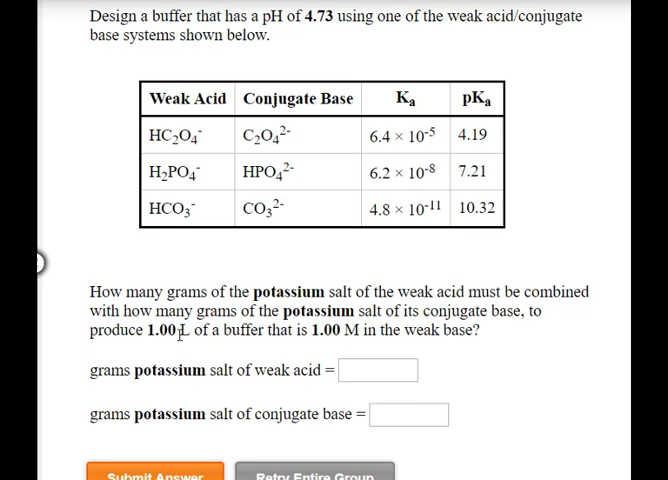 Design a buffer that has a pH of 4.73 using one of the weak acid/conjugate
base systems shown below.
Weak Acid Conjugate Base Kₐ pKₐ
HC₂O₄⁻ C₂O₄²⁻ 6.4 × 10⁻⁵ 4.19
H₂PO₄⁻ HPO₄²⁻ 6.2 × 10⁻⁸ 7.21
HCO₃⁻ CO₃²⁻ 4.8 × 10⁻¹¹ 10.32
How many grams of the potassium salt of the weak acid must be combined
with how many grams of the potassium salt of its conjugate base, to
produce 1.00 L of a buffer that is 1.00 M in the weak base?
grams potassium salt of weak acid =
grams potassium salt of conjugate base =
Submit Answer Retry Entire Group